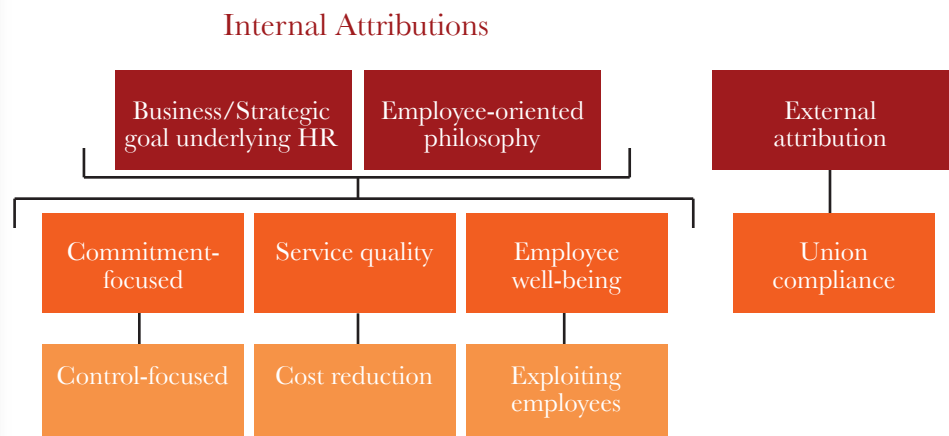 Internal Attributions
Business/Strategic
goal underlying HR
Employee-oriented
philosophy
External
attribution
Commitment-
focused
Service quality
Employee
well-being
Union
compliance
Control-focused
Cost reduction
Exploiting
employees